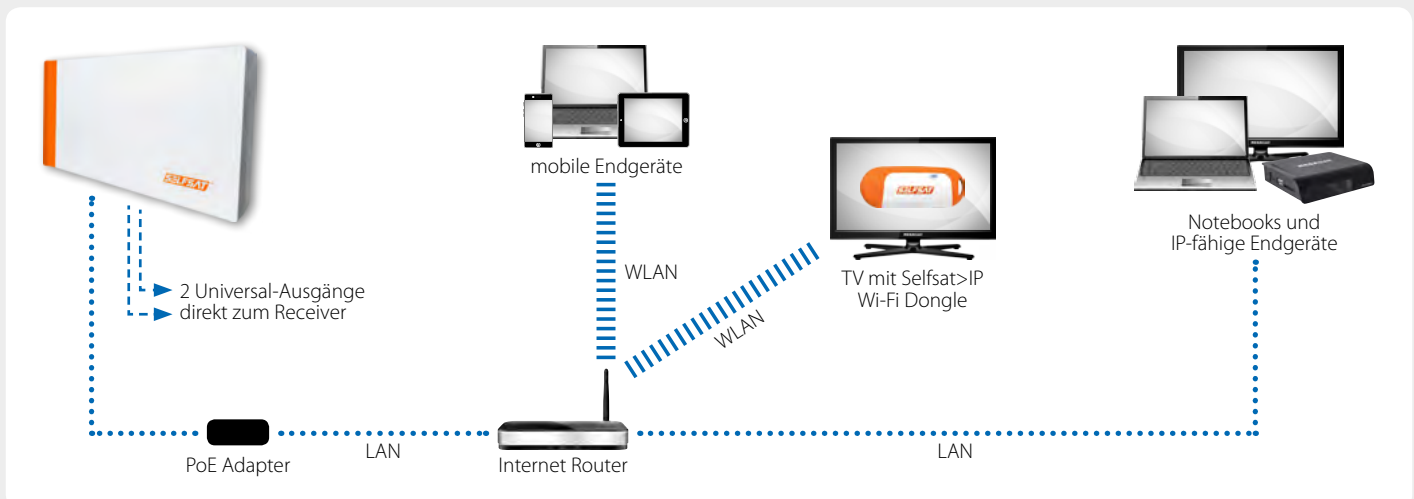 SELFSAT
2 Universal-Ausgänge
direkt zum Receiver
mobile Endgeräte
WLAN
SELFSAT
TV mit Selfsat>IP
Wi-Fi Dongle
WLAN
Notebooks und
IP-fähige Endgeräte
PoE Adapter
LAN
Internet Router
LAN